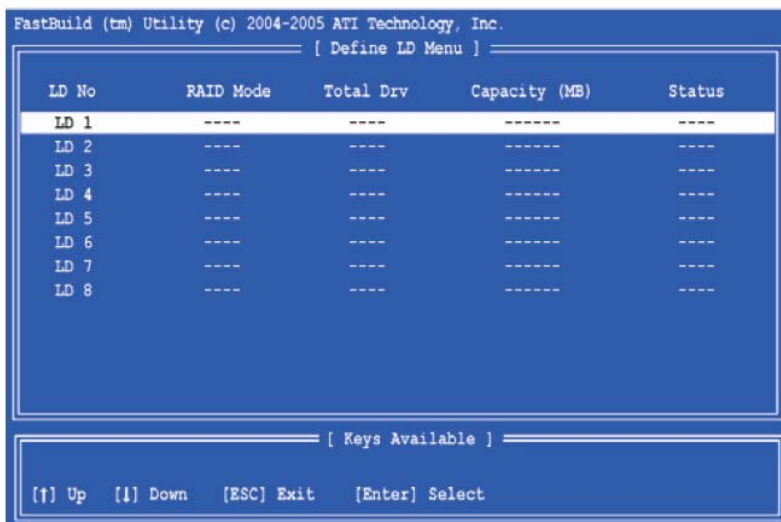 FastBuild (tm) Utility (c) 2004-2005 ATI Technology, Inc.
[ Define LD Menu ]
LD No RAID Mode Total Drv Capacity (MB) Status
LD 1 ---- ---- ------ ----
LD 2 ---- ---- ------ ----
LD 3 ---- ---- ------ ----
LD 4 ---- ---- ------ ----
LD 5 ---- ---- ------ ----
LD 6 ---- ---- ------ ----
LD 7 ---- ---- ------ ----
LD 8 ---- ---- ------ ----
[ Keys Available ]
[↑] Up [↓] Down [ESC] Exit [Enter] Select